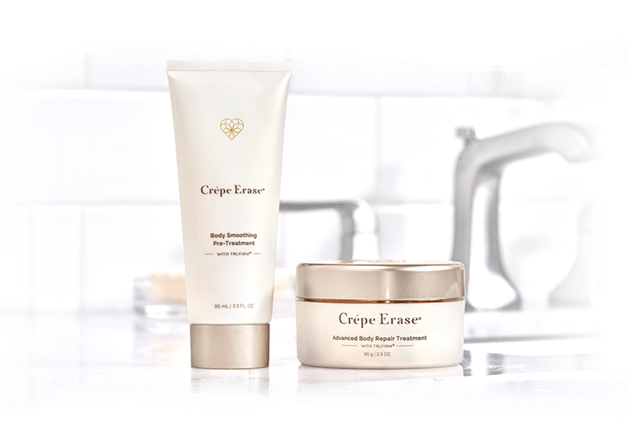 Crépe Erase®
Body Smoothing
Pre-Treatment
WITH TRUFIRM®
98 mL | 3.3 FL OZ
Crépe Erase®
Advanced Body Repair Treatment
WITH TRUFIRM®
95 g | 3.3 OZ